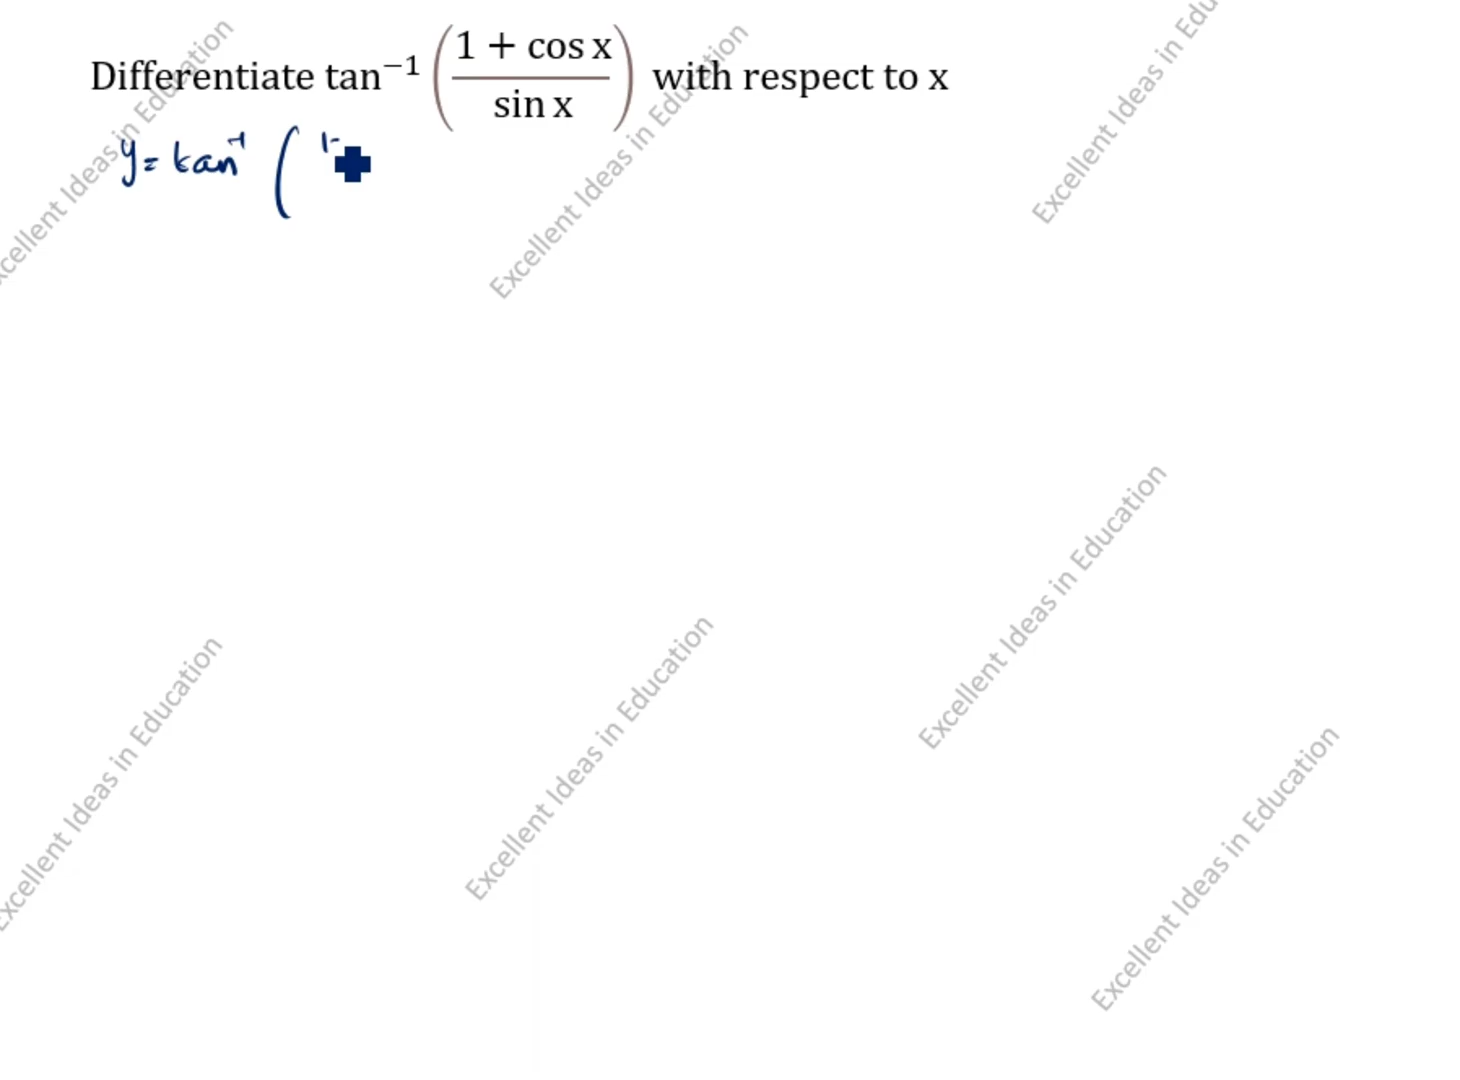 Differentiate tan⁻¹ ((1 + cos x)/(sin x)) with respect to x
y = tan⁻¹ ( 1
Excellent Ideas in Education
Excellent Ideas in Education
Excellent Ideas in Edu
Excellent Ideas in Education
Excellent Ideas in Education
Excellent Ideas in Education
Excellent Ideas in Education